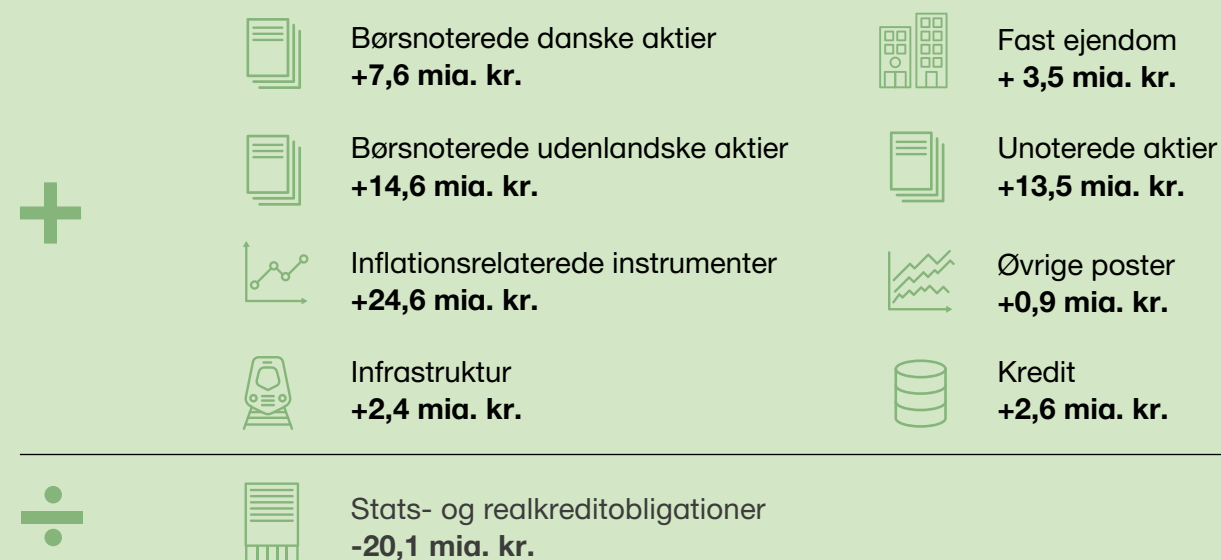 Børsnoterede danske aktier
+7,6 mia. kr.
Børsnoterede udenlandske aktier
+14,6 mia. kr.
Inflationsrelaterede instrumenter
+24,6 mia. kr.
Infrastruktur
+2,4 mia. kr.
Fast ejendom
+ 3,5 mia. kr.
Unoterede aktier
+13,5 mia. kr.
Øvrige poster
+0,9 mia. kr.
Kredit
+2,6 mia. kr.
Stats- og realkreditobligationer
-20,1 mia. kr.